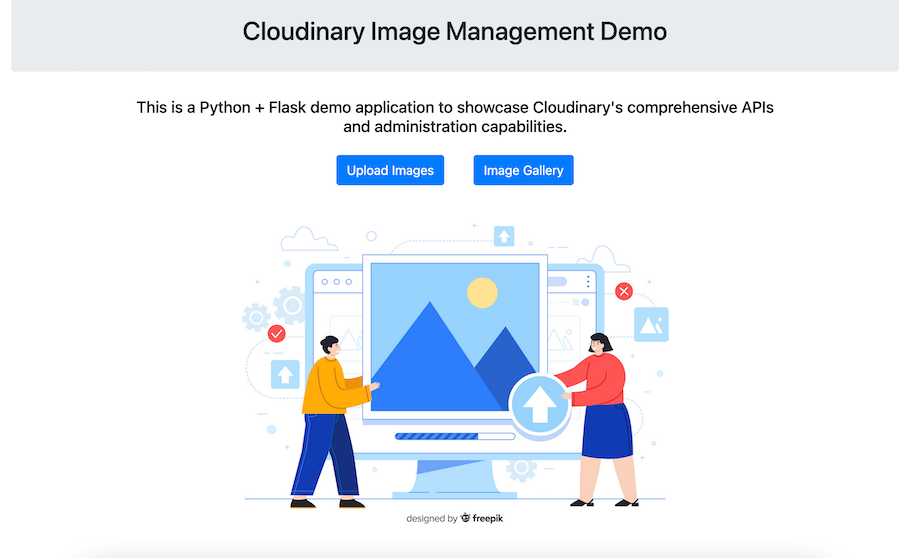 Cloudinary Image Management Demo
This is a Python + Flask demo application to showcase Cloudinary's comprehensive APIs
and administration capabilities.
Upload Images
Image Gallery
designed by freepik